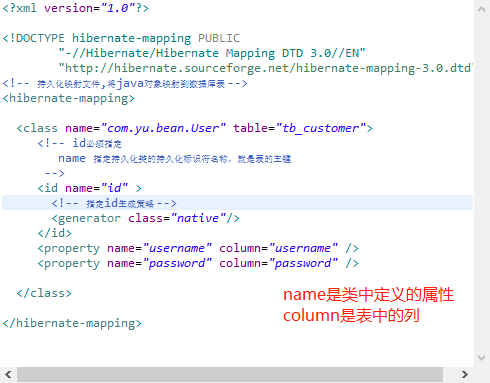 <?xml version="1.0"?>
<!DOCTYPE hibernate-mapping PUBLIC
"-//Hibernate/Hibernate Mapping DTD 3.0//EN"
"http://hibernate.sourceforge.net/hibernate-mapping-3.0.dtd"
<!-- 持久化映射文件,将java对象映射到数据库表 -->
<hibernate-mapping>
<class name="com.yu.bean.User" table="tb_customer">
<!-- id必须指定
name 指定持久化类的持久化标识符名称, 就是表的主键
-->
<id name="id" >
<!-- 指定id生成策略 -->
<generator class="native"/>
</id>
<property name="username" column="username" />
<property name="password" column="password" />
</class>
name是类中定义的属性
column是表中的列
</hibernate-mapping>